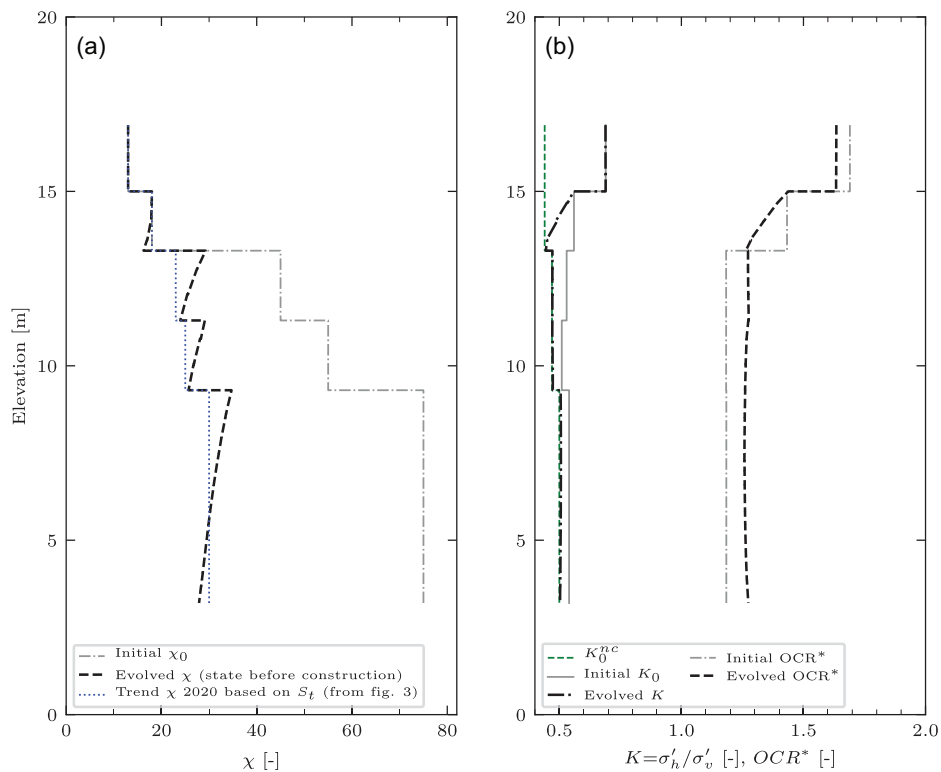 (a)
20
15
10
5
0
Elevation [m]
0 20 40 60 80
χ [-]
Initial χ₀
Evolved χ (state before construction)
Trend χ 2020 based on Sₜ (from fig. 3)
(b)
20
15
10
5
0
0.5 1.0 1.5 2.0
K=σ′ₕ/σ′ᵥ [-], OCR* [-]
K₀ⁿᶜ
Initial K₀
Evolved K
Initial OCR*
Evolved OCR*